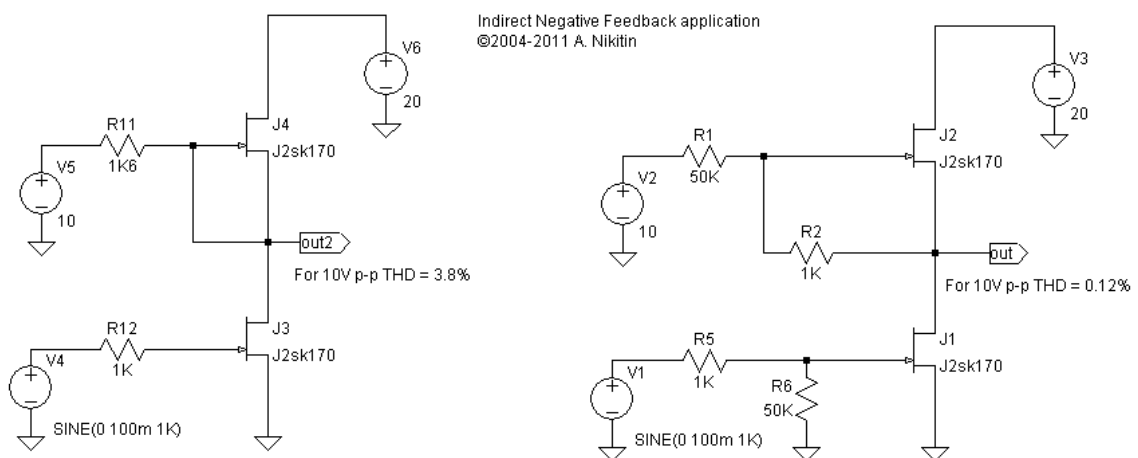 Indirect Negative Feedback application
©2004-2011 A. Nikitin
V6
20
J4
J2sk170
R11
1K6
V5
10
out2
For 10V p-p THD = 3.8%
R12
1K
J3
J2sk170
V4
SINE(0 100m 1K)
V3
20
J2
J2sk170
R1
50K
V2
10
R2
1K
out
For 10V p-p THD = 0.12%
R5
1K
J1
J2sk170
V1
R6
50K
SINE(0 100m 1K)